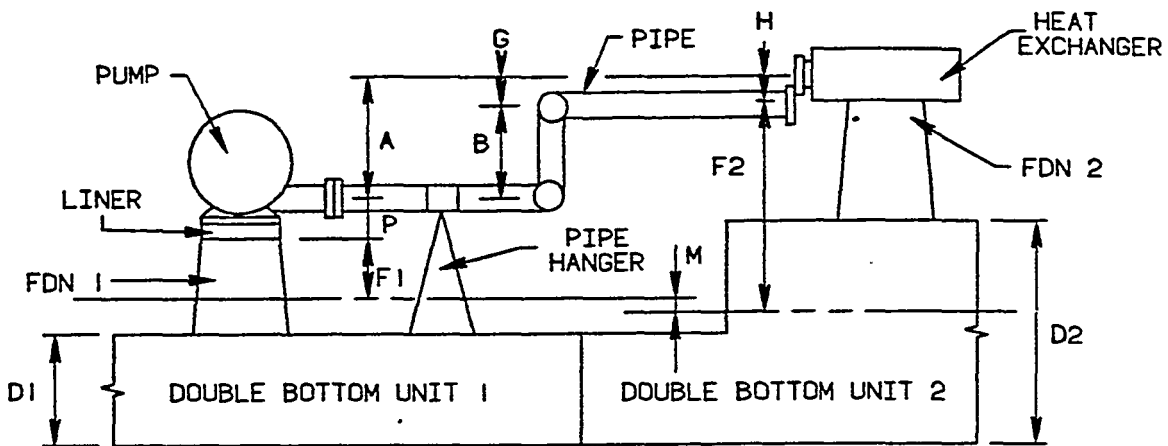 HEAT
EXCHANGER
H
G
PIPE
PUMP
A
B
F2
FDN 2
LINER
P
PIPE
HANGER
M
FDN 1
F1
D1
D2
DOUBLE BOTTOM UNIT 1
DOUBLE BOTTOM UNIT 2